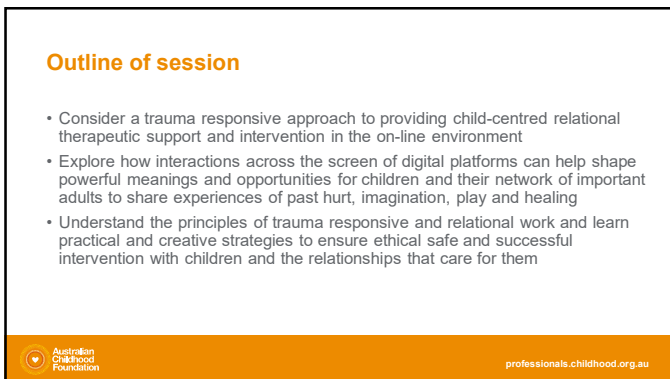 Outline of session
• Consider a trauma responsive approach to providing child-centred relational
therapeutic support and intervention in the on-line environment
• Explore how interactions across the screen of digital platforms can help shape
powerful meanings and opportunities for children and their network of important
adults to share experiences of past hurt, imagination, play and healing
• Understand the principles of trauma responsive and relational work and learn
practical and creative strategies to ensure ethical safe and successful
intervention with children and the relationships that care for them
Australian
Childhood
Foundation
professionals.childhood.org.au